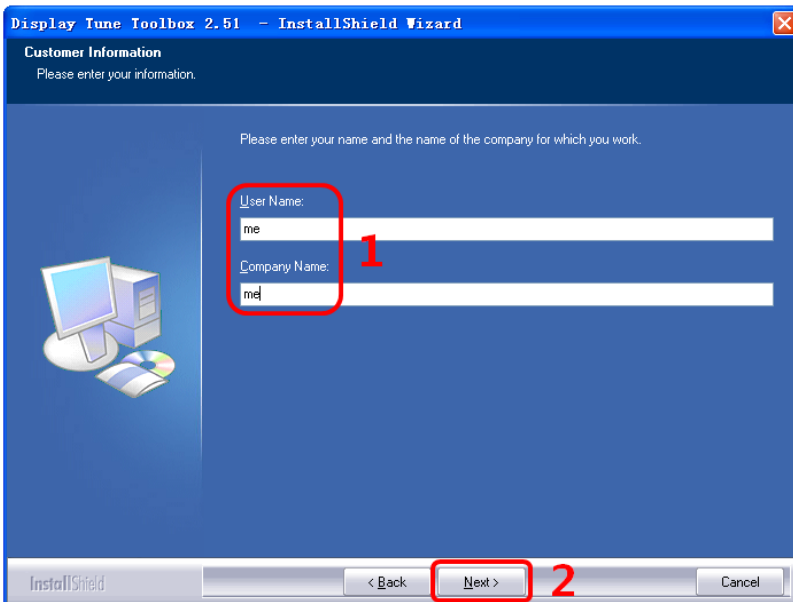 Display Tune Toolbox 2.51 - InstallShield Wizard
Customer Information
Please enter your information.
Please enter your name and the name of the company for which you work.
User Name:
me
1
Company Name:
me
InstallShield
< Back
Next >
2
Cancel